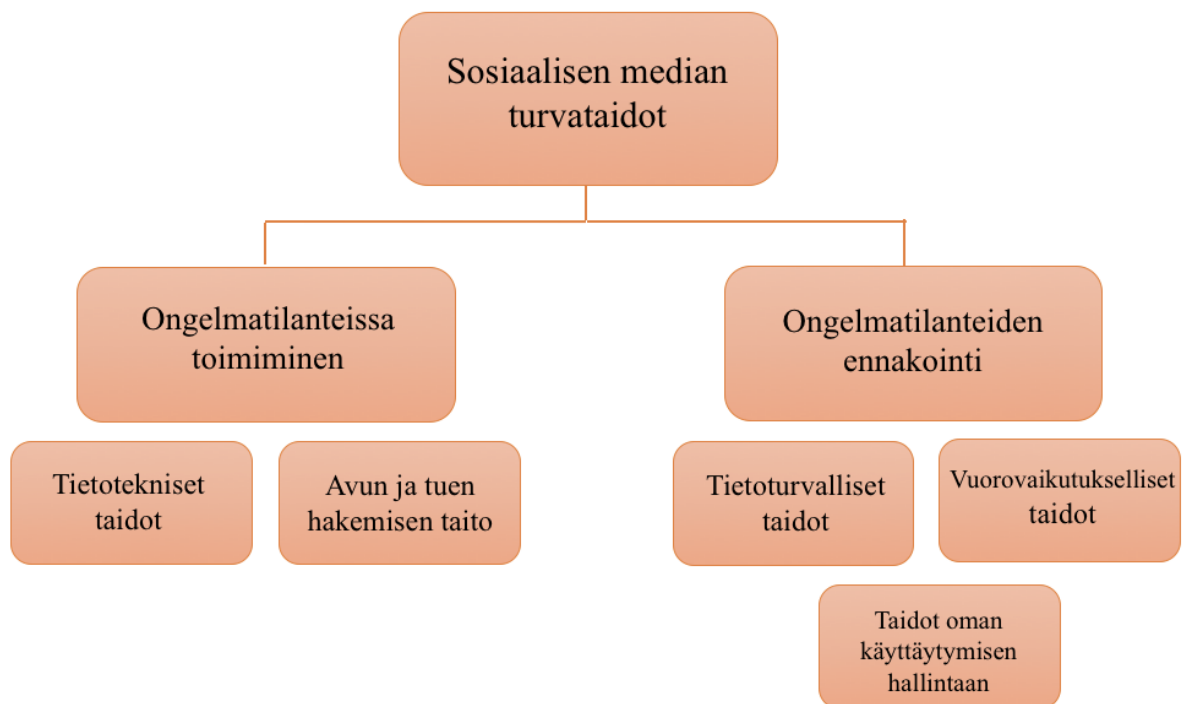 Sosiaalisen median
turvataidot
Ongelmatilanteissa
toimiminen
Ongelmatilanteiden
ennakointi
Tietotekniset
taidot
Avun ja tuen
hakemisen taito
Tietoturvalliset
taidot
Vuorovaikutukselliset
taidot
Taidot oman
käyttäytymisen
hallintaan